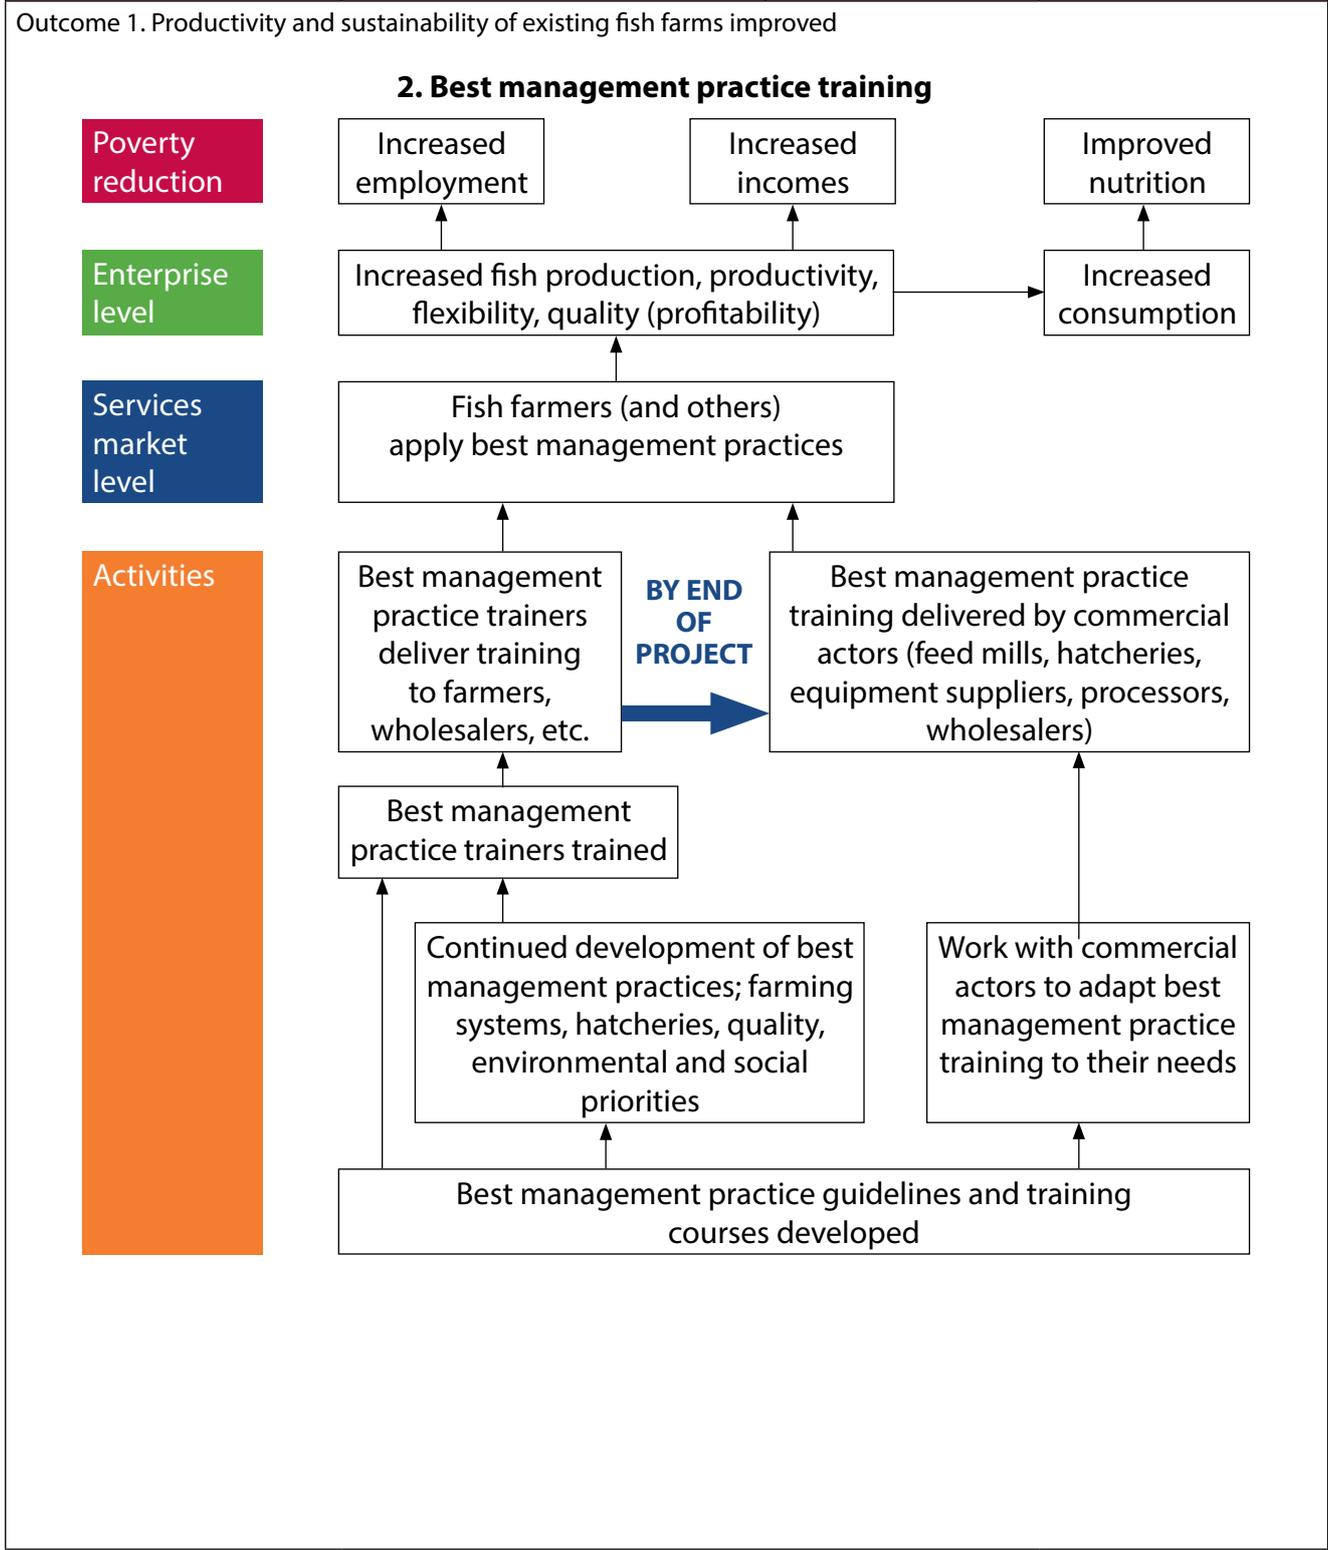 Outcome 1. Productivity and sustainability of existing fish farms improved
2. Best management practice training
Poverty
reduction
Increased
employment
Increased
incomes
Improved
nutrition
Enterprise
level
Increased fish production, productivity,
flexibility, quality (profitability)
Increased
consumption
Services
market
level
Fish farmers (and others)
apply best management practices
Activities
Best management
practice trainers
deliver training
to farmers,
wholesalers, etc.
BY END
OF
PROJECT
Best management practice
training delivered by commercial
actors (feed mills, hatcheries,
equipment suppliers, processors,
wholesalers)
Best management
practice trainers trained
Continued development of best
management practices; farming
systems, hatcheries, quality,
environmental and social
priorities
Work with commercial
actors to adapt best
management practice
training to their needs
Best management practice guidelines and training
courses developed